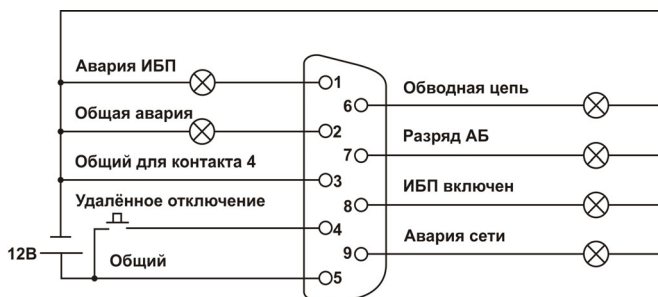 Авария ИБП
1
6
Обводная цепь
Общая авария
2
7
Разряд АБ
Общий для контакта 4
3
8
ИБП включен
Удалённое отключение
4
9
Авария сети
12В
Общий
5